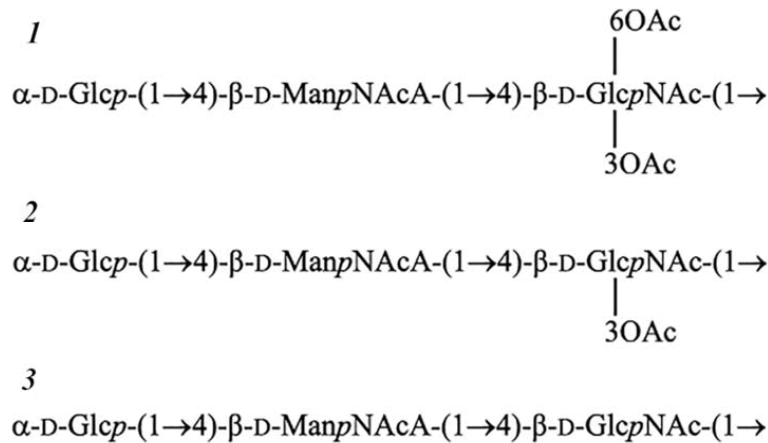 1
6OAc
α-D-Glcp-(1→4)-β-D-ManpNAcA-(1→4)-β-D-GlcpNAc-(1→
3OAc
2
α-D-Glcp-(1→4)-β-D-ManpNAcA-(1→4)-β-D-GlcpNAc-(1→
3OAc
3
α-D-Glcp-(1→4)-β-D-ManpNAcA-(1→4)-β-D-GlcpNAc-(1→